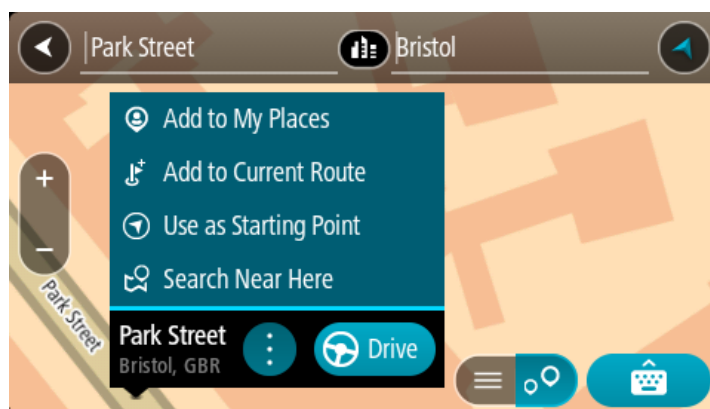 Park Street
Bristol
Add to My Places
Add to Current Route
Use as Starting Point
Search Near Here
+
−
Park Street
Park Street
Bristol, GBR
Drive